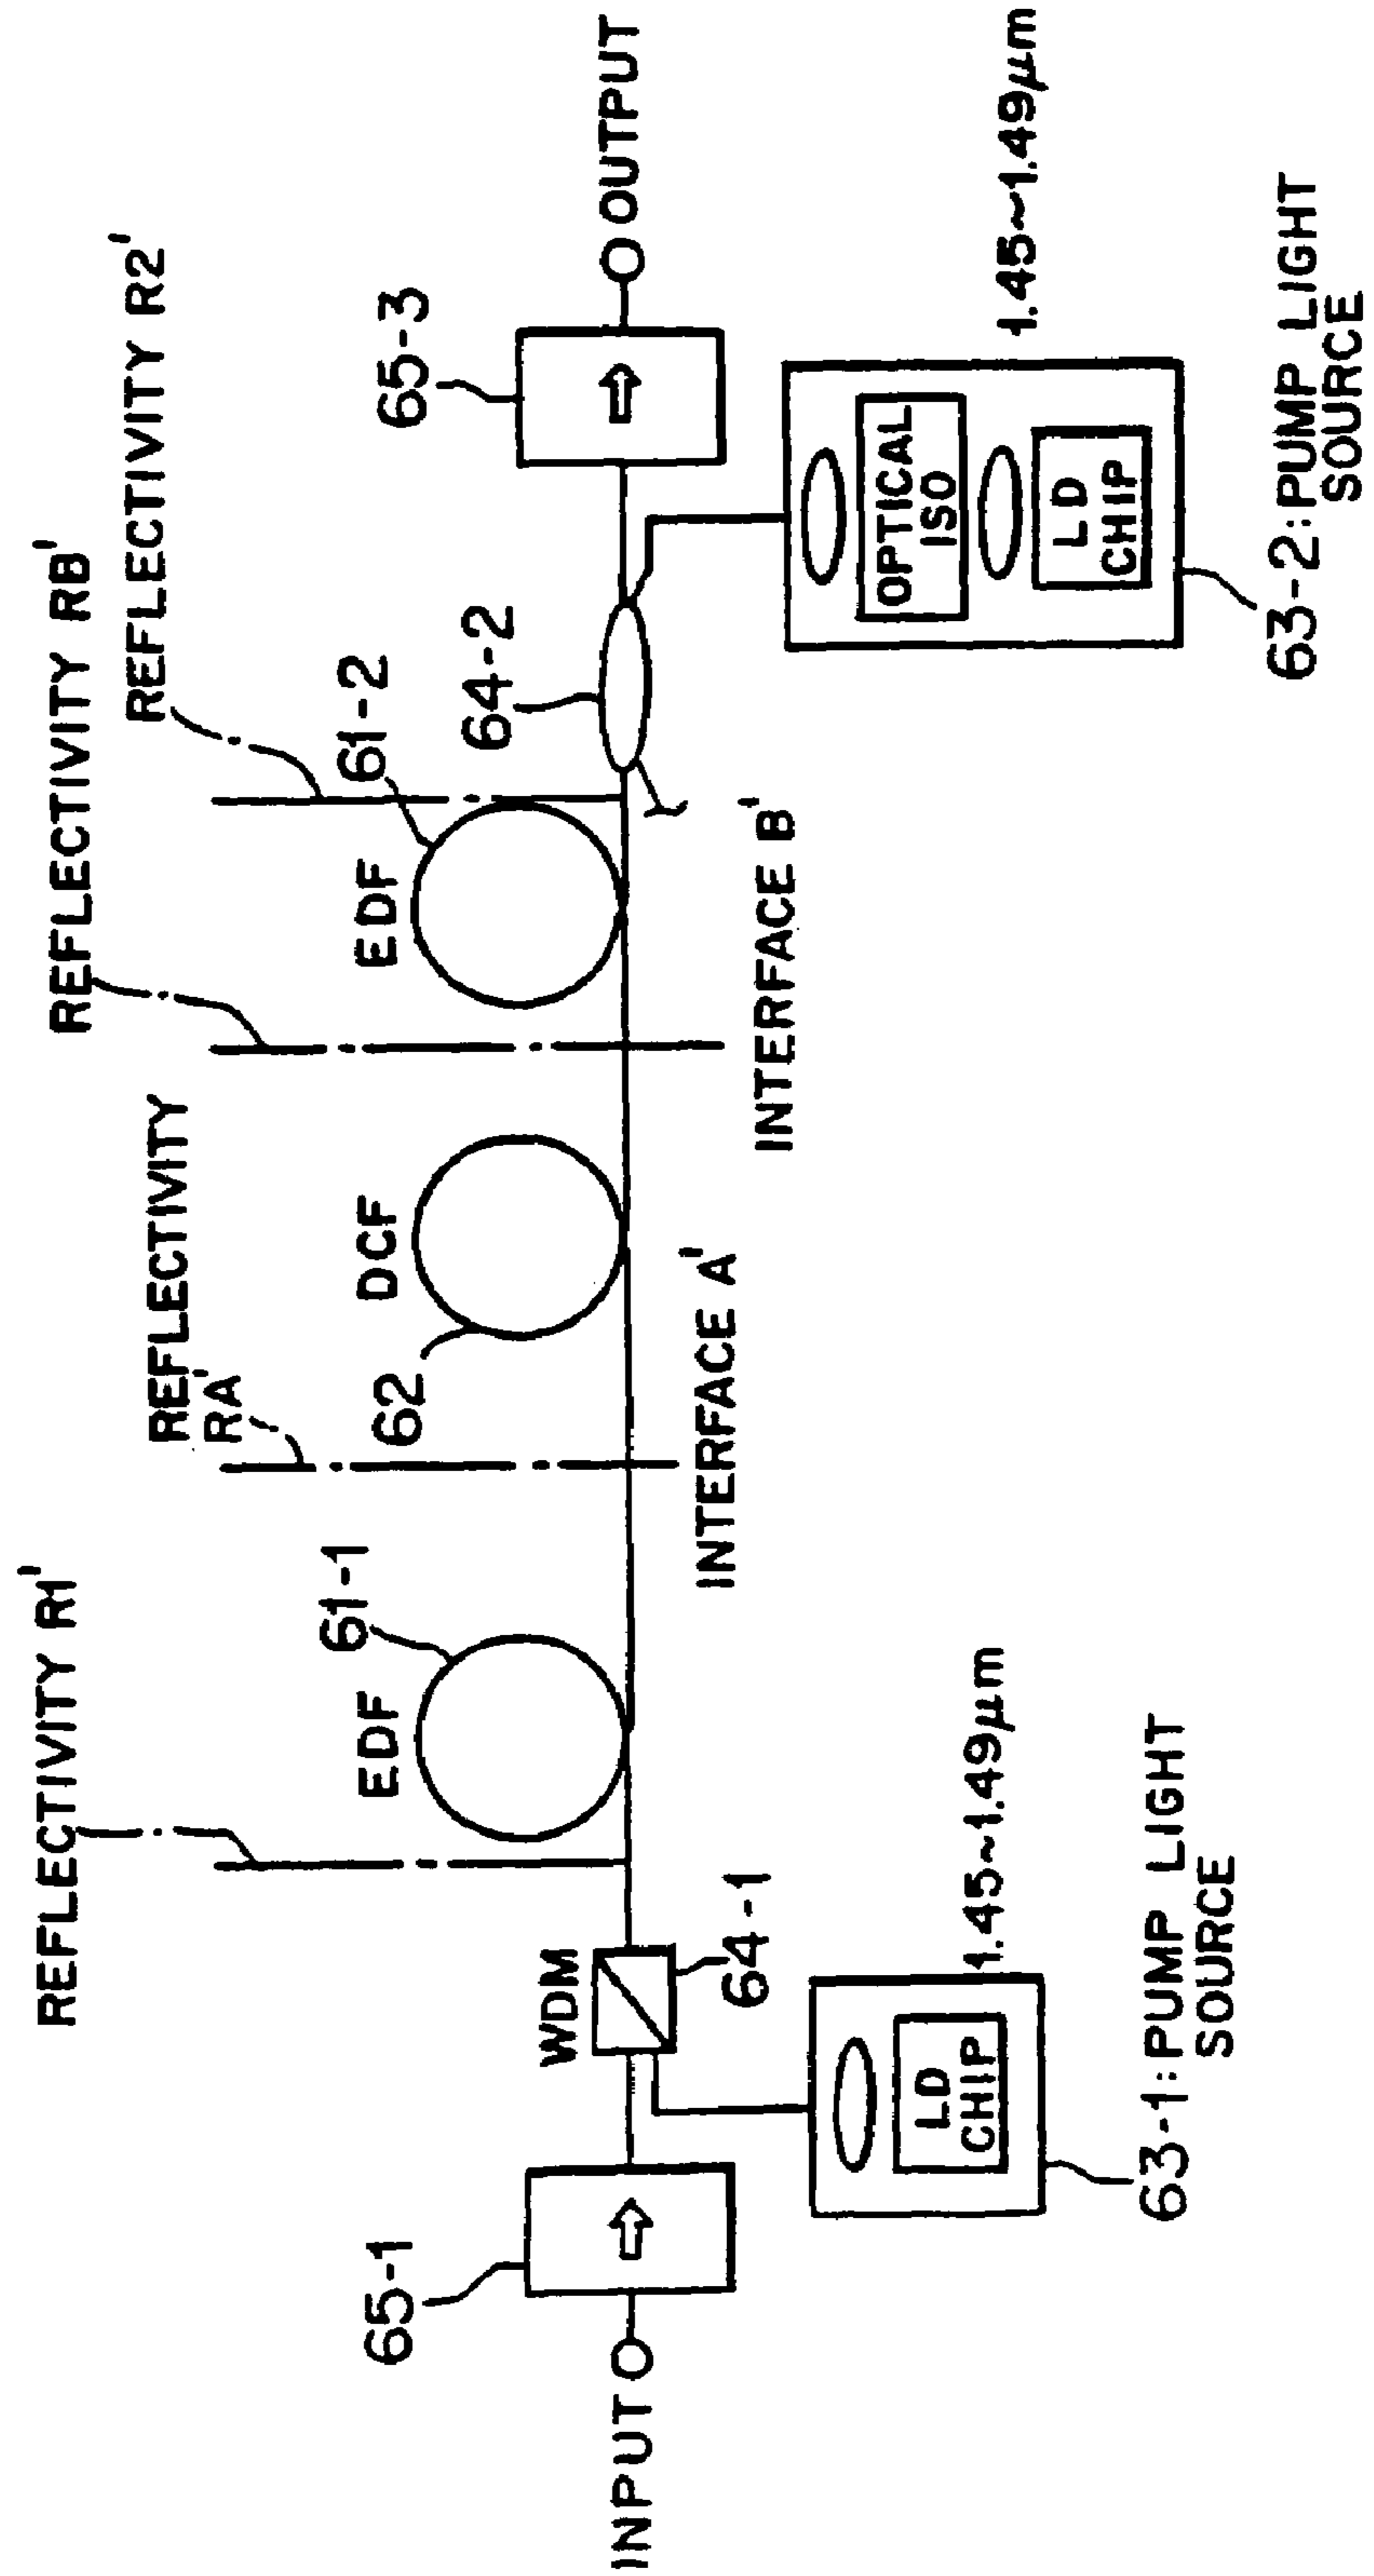 REFLECTIVITY R1'
REFLECTIVITY
RA'
REFLECTIVITY RB'
REFLECTIVITY R2'
65-1
WDM
EDF
61-1
62
DCF
EDF
61-2
64-2
65-3
INPUT
OUTPUT
64-1
INTERFACE A'
INTERFACE B'
LD
CHIP
1.45~1.49μm
63-1: PUMP LIGHT
SOURCE
OPTICAL
ISO
LD
CHIP
1.45~1.49μm
63-2: PUMP LIGHT
SOURCE